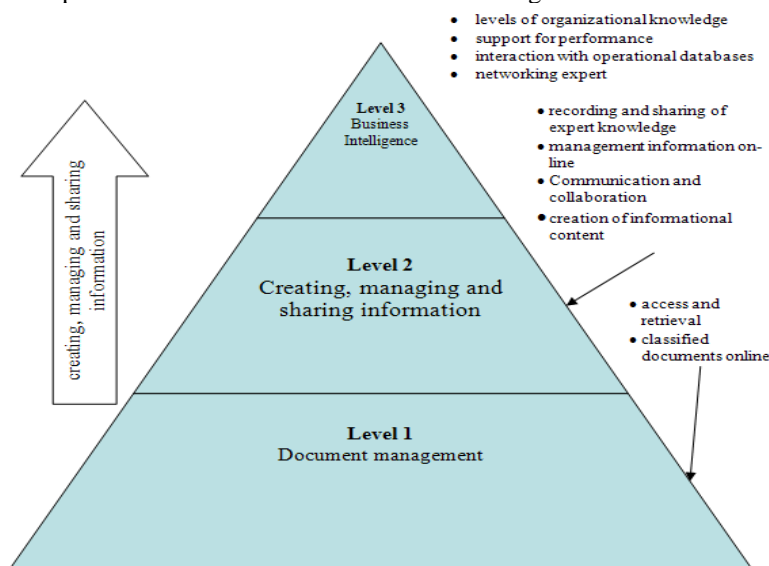 • levels of organizational knowledge
• support for performance
• interaction with operational databases
• networking expert
Level 3
Business
Intelligence
• recording and sharing of
expert knowledge
• management information on-
line
• Communication and
collaboration
• creation of informational
content
creating, managing and sharing
information
Level 2
Creating, managing and
sharing information
• access and
retrieval
• classified
documents online
Level 1
Document management